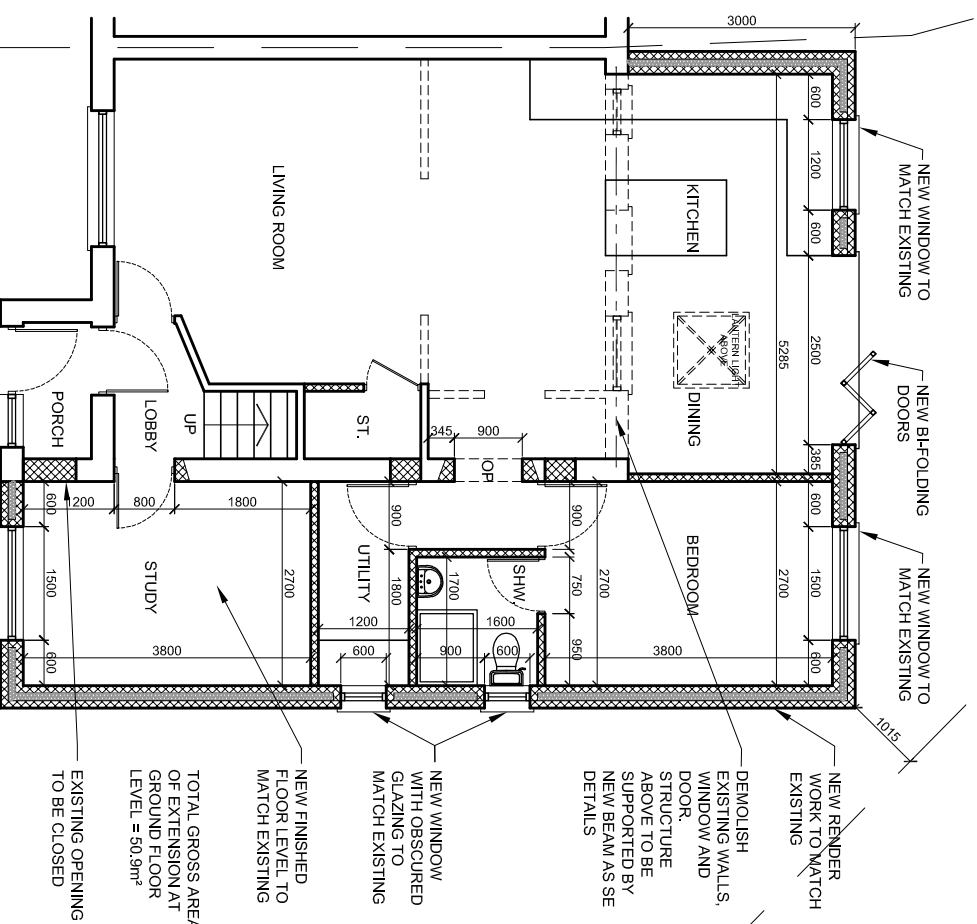 3000
600
1200
600
2500
385
5285
600
1500
600
2700
NEW WINDOW TO
MATCH EXISTING
NEW BI-FOLDING
DOORS
NEW WINDOW TO
MATCH EXISTING
1015
KITCHEN
LANTERN LIGHT
ABOVE
DINING
LIVING ROOM
BEDROOM
2700
3800
900
750
950
OP
345
900
ST.
UP
LOBBY
PORCH
SHW.
1700
1600
900
600
UTILITY
900
1800
1200
600
STUDY
1200
800
1800
2700
600
1500
600
3800
NEW RENDER
WORK TO MATCH
EXISTING
DEMOLISH
EXISTING WALLS,
WINDOW AND
DOOR.
STRUCTURE
ABOVE TO BE
SUPPORTED BY
NEW BEAM AS SE
DETAILS
NEW WINDOW
WITH OBSCURED
GLAZING TO
MATCH EXISTING
NEW FINISHED
FLOOR LEVEL TO
MATCH EXISTING
TOTAL GROSS AREA
OF EXTENSION AT
GROUND FLOOR
LEVEL = 50.9m²
EXISTING OPENING
TO BE CLOSED